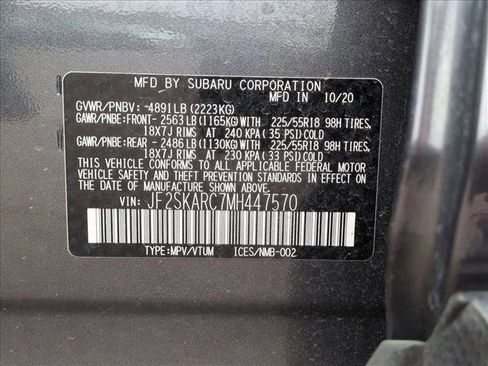 MFD BY SUBARU CORPORATION
MFD IN JAPAN 10/20
GVWR/PNBV: 4891LB(2223KG)
GAWR/PNBE:FRONT- 2563LB(1165KG)WITH 225/55R18 98H TIRES,
18X7J RIMS AT 240 KPA(35 PSI)COLD
GAWR/PNBE:REAR - 2486LB(1130KG)WITH 225/55R18 98H TIRES,
18X7J RIMS AT 230 KPA(33 PSI)COLD
THIS VEHICLE CONFORMS TO ALL APPLICABLE FEDERAL MOTOR
VEHICLE SAFETY AND THEFT PREVENTION STANDARDS IN EFFECT
ON THE DATE OF MANUFACTURE SHOWN ABOVE.
VIN: JF2SKARC7MH447570
TYPE:MPV/VTUM ICES/NMB-002